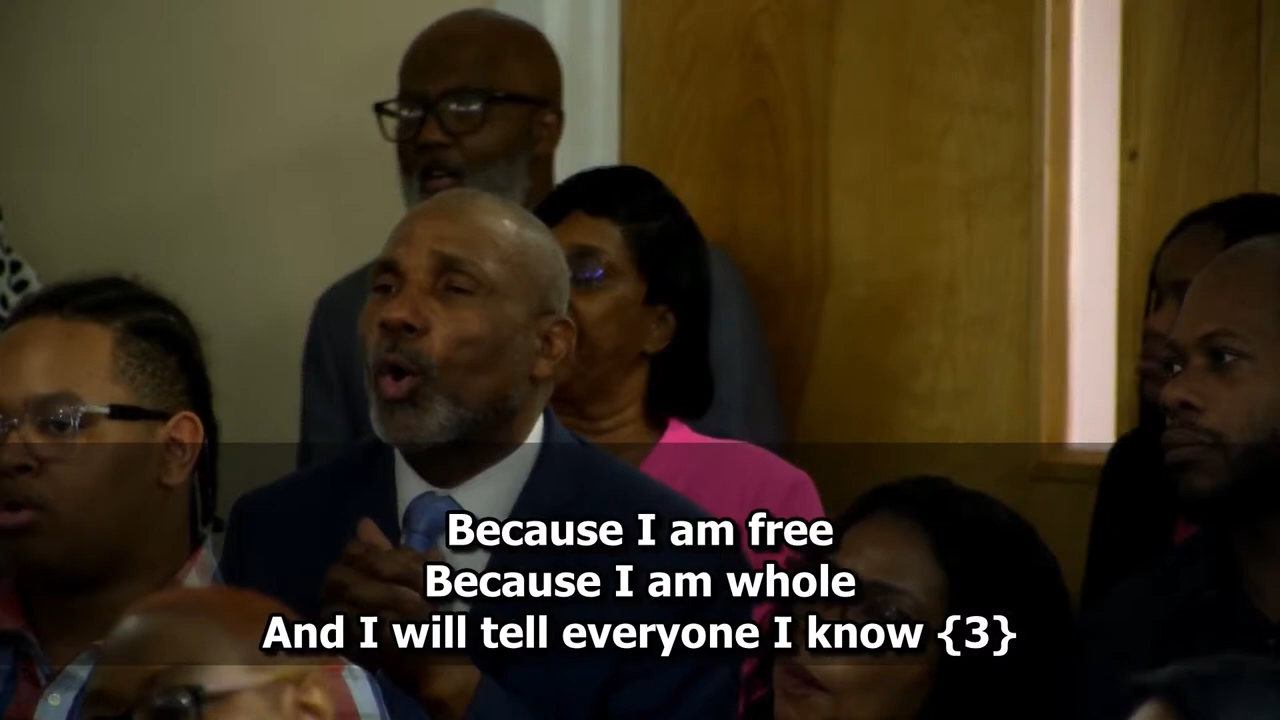 Because I am free
Because I am whole
And I will tell everyone I know {3}